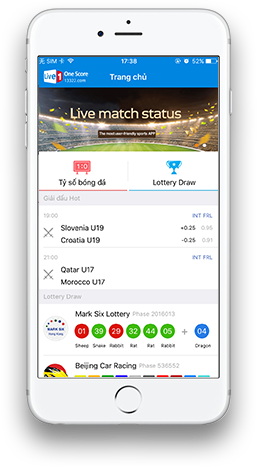 无 SIM 17:38 52%
Live 1 One Score
1332J.com
Trang chủ
Live match status
The most user-friendly sports APP
1:0
Tỷ số bóng đá
Lottery Draw
Giải đấu Hot
19:00 INT FRL
Slovenia U19 +0.25 0.95
Croatia U19 -0.25 0.91
21:00 INT FRL
Qatar U17
Morocco U17
Lottery Draw
MARK SIX
Mark Six Lottery Phase 2016013
01 39 29 32 44 05 + 04
Sheep Snake Rabbit Rat Rat Rabbit Dragon
Beijing Car Racing Phase 536552